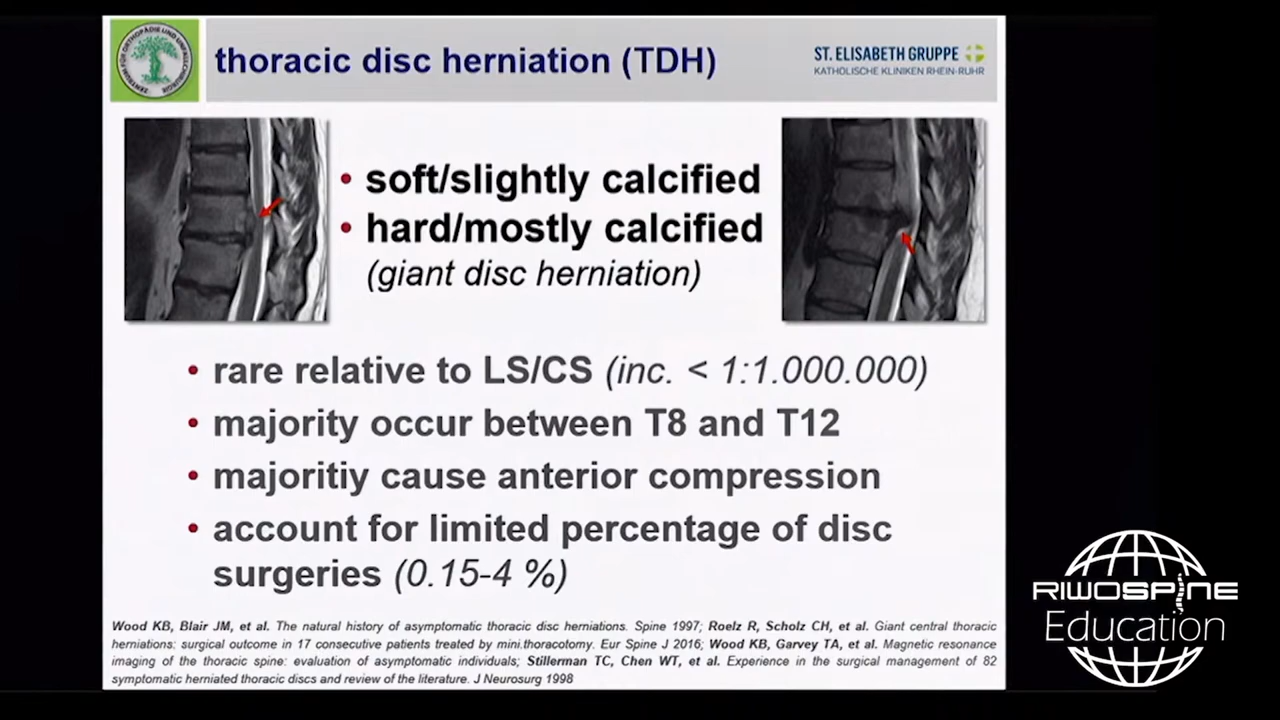 ZENTRUM FÜR ORTHOPÄDIE UND UNFALLCHIRURGIE
thoracic disc herniation (TDH)
ST. ELISABETH GRUPPE
KATHOLISCHE KLINIKEN RHEIN-RUHR
• soft/slightly calcified
• hard/mostly calcified
(giant disc herniation)
• rare relative to LS/CS (inc. < 1:1.000.000)
• majority occur between T8 and T12
• majoritiy cause anterior compression
• account for limited percentage of disc
surgeries (0.15-4 %)
Wood KB, Blair JM, et al. The natural history of asymptomatic thoracic disc herniations. Spine 1997; Roelz R, Scholz CH, et al. Giant central thoracic
herniations: surgical outcome in 17 consecutive patients treated by mini.thoracotomy. Eur Spine J 2016; Wood KB, Garvey TA, et al. Magnetic resonance
imaging of the thoracic spine: evaluation of asymptomatic individuals; Stillerman TC, Chen WT, et al. Experience in the surgical management of 82
symptomatic herniated thoracic discs and review of the literature. J Neurosurg 1998
RIWOSPINE
Education